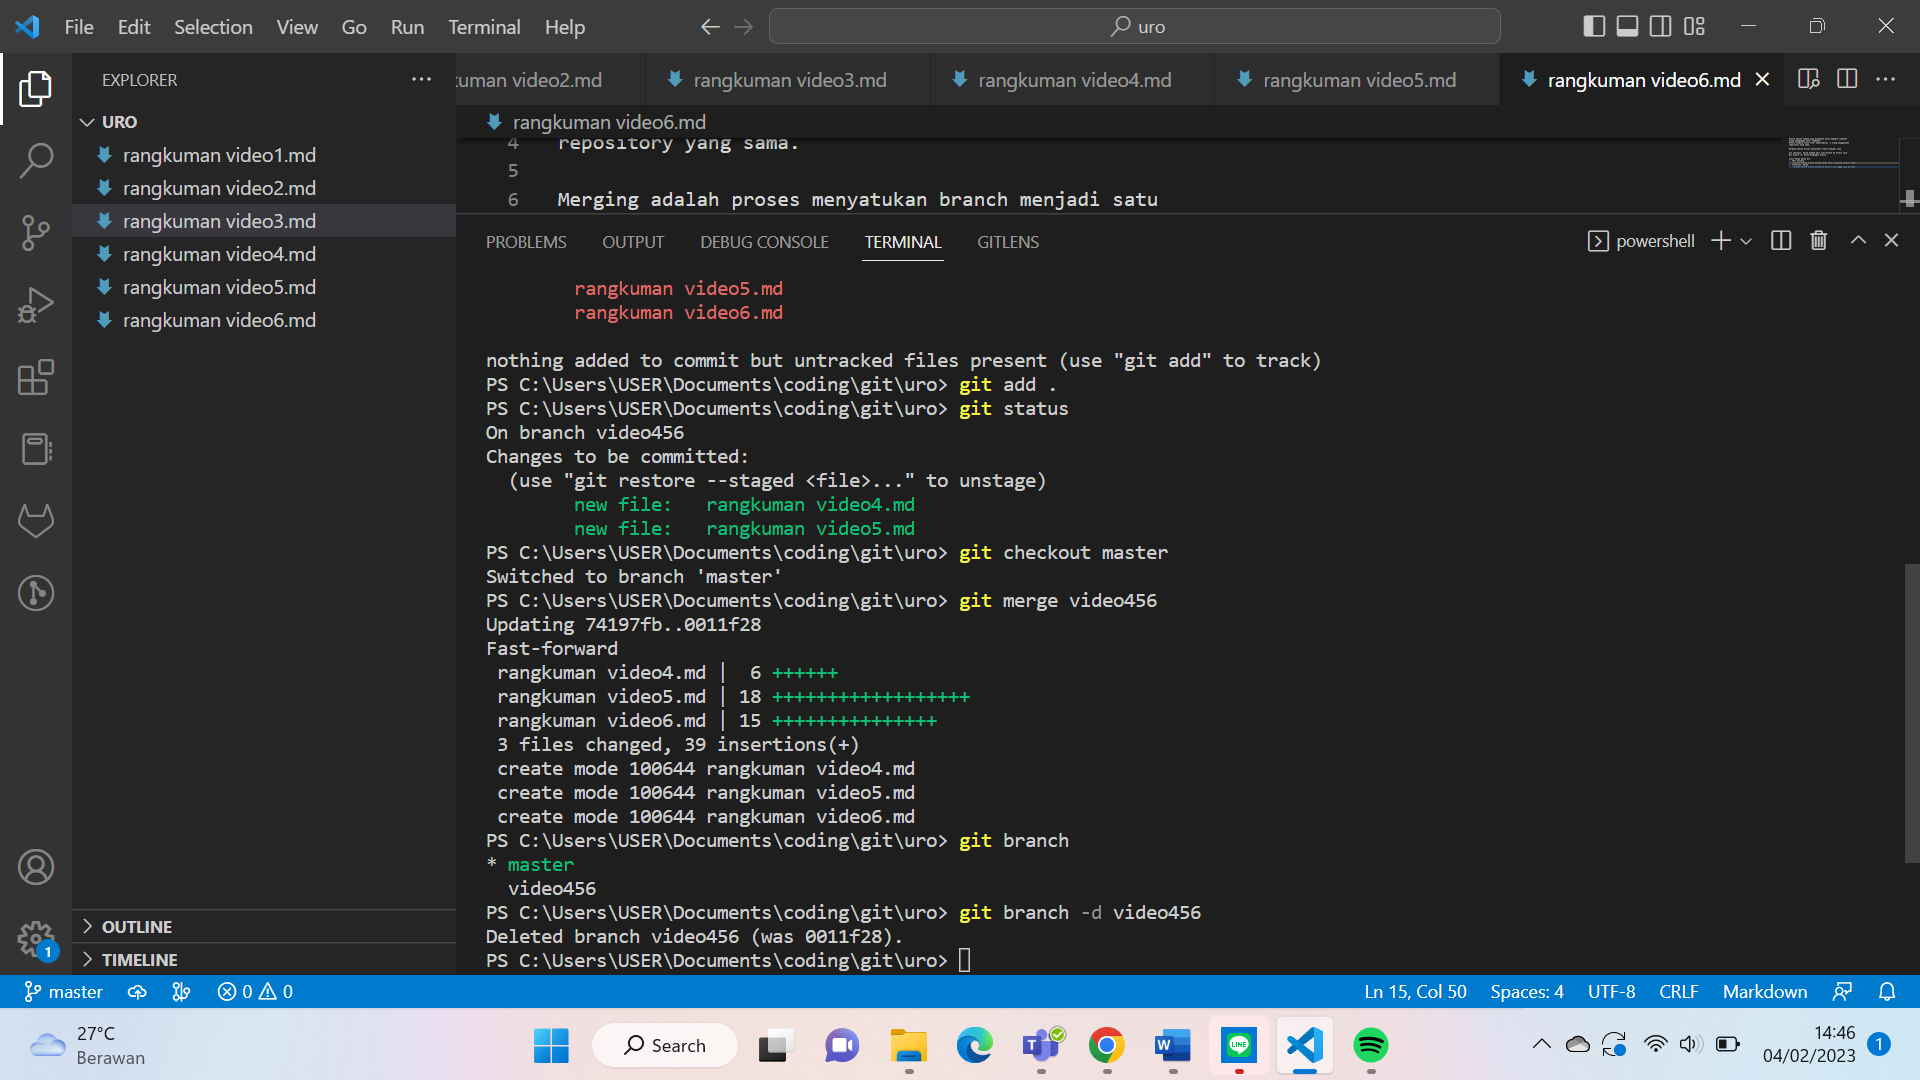 File Edit Selection View Go Run Terminal Help
uro
EXPLORER
kuman video2.md
rangkuman video3.md
rangkuman video4.md
rangkuman video5.md
rangkuman video6.md
URO
rangkuman video1.md
rangkuman video2.md
rangkuman video3.md
rangkuman video4.md
rangkuman video5.md
rangkuman video6.md
OUTLINE
TIMELINE
rangkuman video6.md
4 repository yang sama.
5
6 Merging adalah proses menyatukan branch menjadi satu
PROBLEMS OUTPUT DEBUG CONSOLE TERMINAL GITLENS
powershell
rangkuman video5.md
rangkuman video6.md
nothing added to commit but untracked files present (use "git add" to track)
PS C:\Users\USER\Documents\coding\git\uro> git add .
PS C:\Users\USER\Documents\coding\git\uro> git status
On branch video456
Changes to be committed:
(use "git restore --staged <file>..." to unstage)
new file:   rangkuman video4.md
new file:   rangkuman video5.md
PS C:\Users\USER\Documents\coding\git\uro> git checkout master
Switched to branch 'master'
PS C:\Users\USER\Documents\coding\git\uro> git merge video456
Updating 74197fb..0011f28
Fast-forward
rangkuman video4.md |  6 ++++++
rangkuman video5.md | 18 ++++++++++++++++++
rangkuman video6.md | 15 +++++++++++++++
3 files changed, 39 insertions(+)
create mode 100644 rangkuman video4.md
create mode 100644 rangkuman video5.md
create mode 100644 rangkuman video6.md
PS C:\Users\USER\Documents\coding\git\uro> git branch
* master
video456
PS C:\Users\USER\Documents\coding\git\uro> git branch -d video456
Deleted branch video456 (was 0011f28).
PS C:\Users\USER\Documents\coding\git\uro>
1
master 0 0 Ln 15, Col 50 Spaces: 4 UTF-8 CRLF Markdown
27°C
Berawan
Search
T
W
LINE
14:46
04/02/2023
1